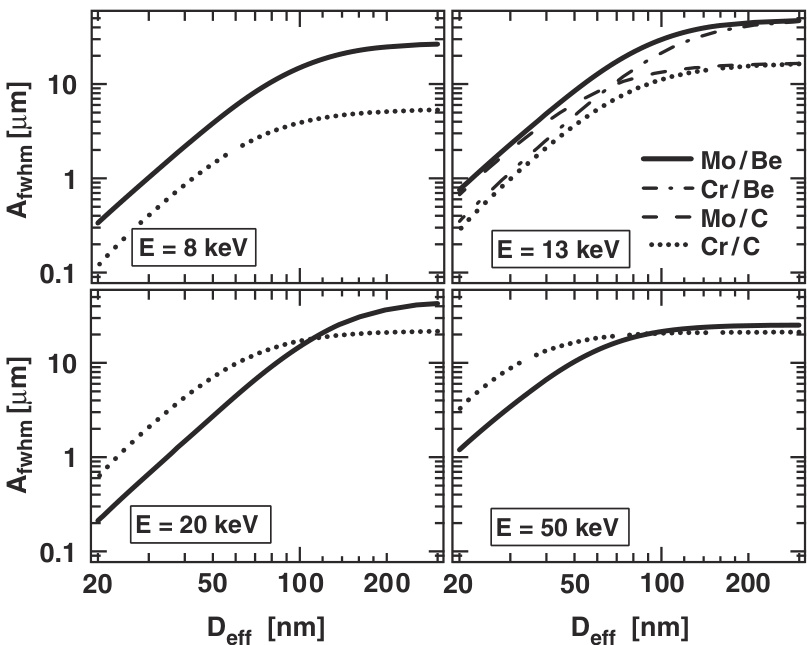 A_fwhm [μm]
10
1
0.1
E = 8 keV
Mo/Be
Cr/Be
Mo/C
Cr/C
E = 13 keV
A_fwhm [μm]
10
1
0.1
E = 20 keV
E = 50 keV
20 50 100 200 20 50 100 200
D_eff [nm] D_eff [nm]